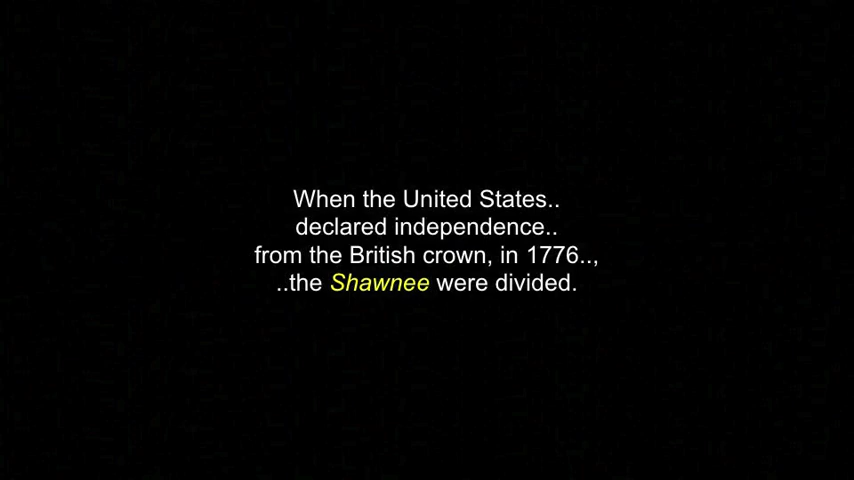 When the United States..
declared independence..
from the British crown, in 1776..,
..the Shawnee were divided.